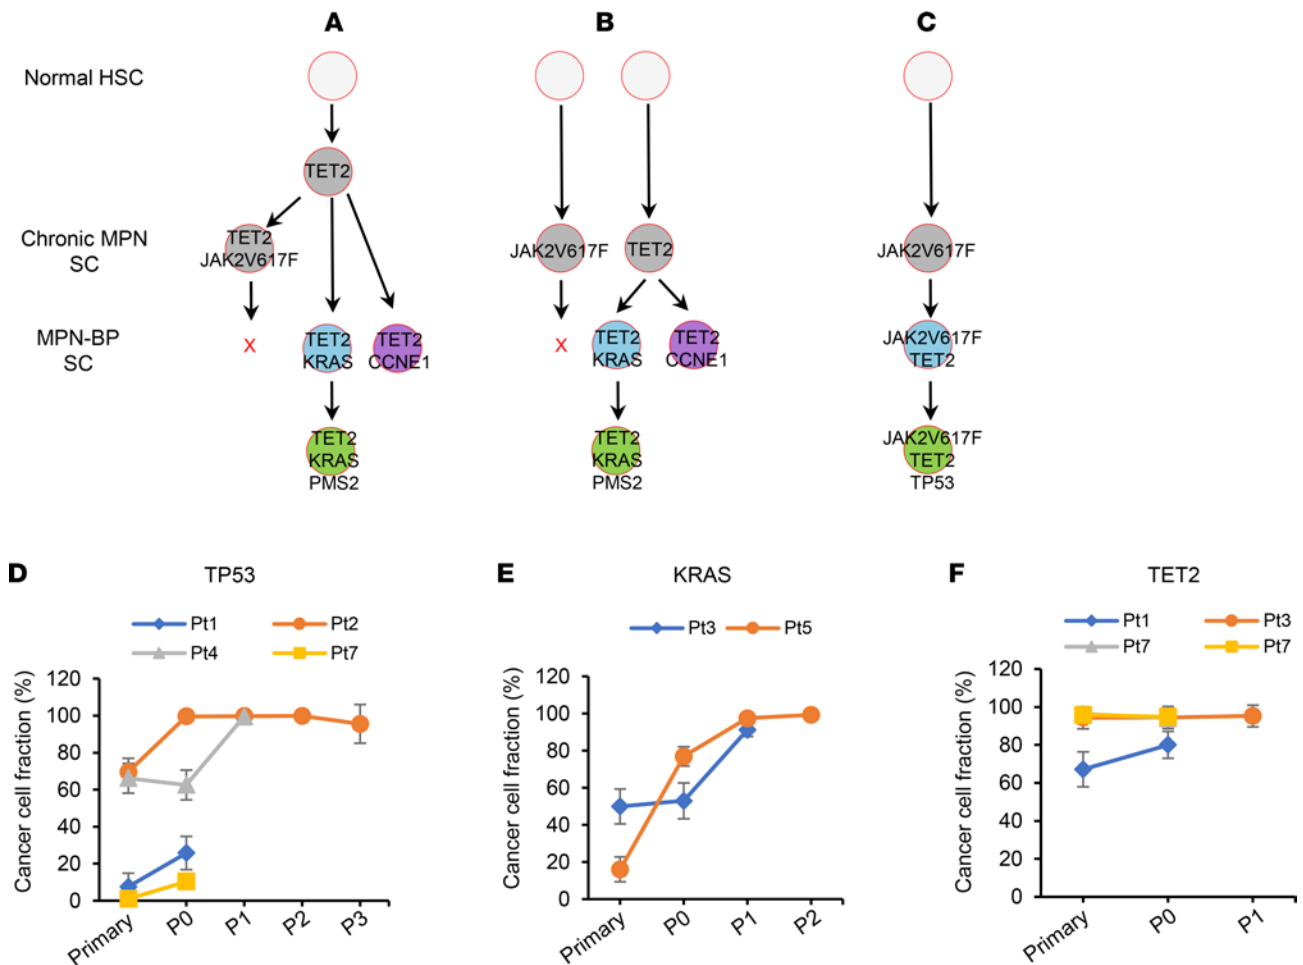 A
B
C
Normal HSC
TET2
Chronic MPN
SC
TET2
JAK2V617F
JAK2V617F
TET2
JAK2V617F
MPN-BP
SC
X
TET2
KRAS
TET2
CCNE1
X
TET2
KRAS
TET2
CCNE1
JAK2V617F
TET2
TET2
KRAS
PMS2
TET2
KRAS
PMS2
JAK2V617F
TET2
TP53
D
TP53
Pt1
Pt2
Pt4
Pt7
Cancer cell fraction (%)
120
100
80
60
40
20
0
Primary
P0
P1
P2
P3
E
KRAS
Pt3
Pt5
Cancer cell fraction (%)
120
100
80
60
40
20
0
Primary
P0
P1
P2
F
TET2
Pt1
Pt3
Pt7
Pt7
Cancer cell fraction (%)
120
100
80
60
40
20
0
Primary
P0
P1